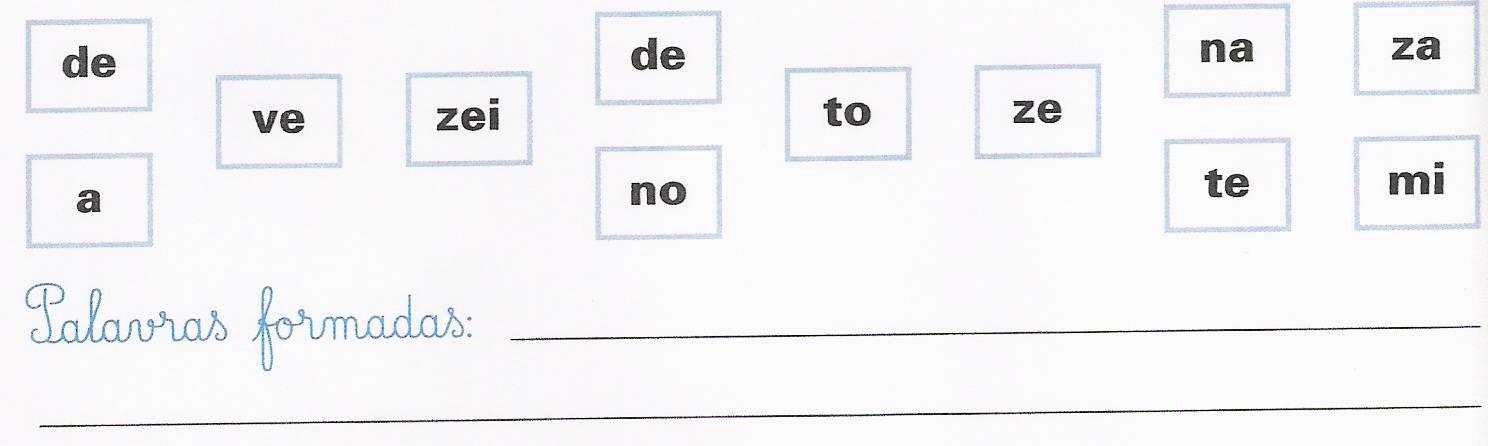 de de na za
ve zei to ze
a no te mi
Palavras formadas: